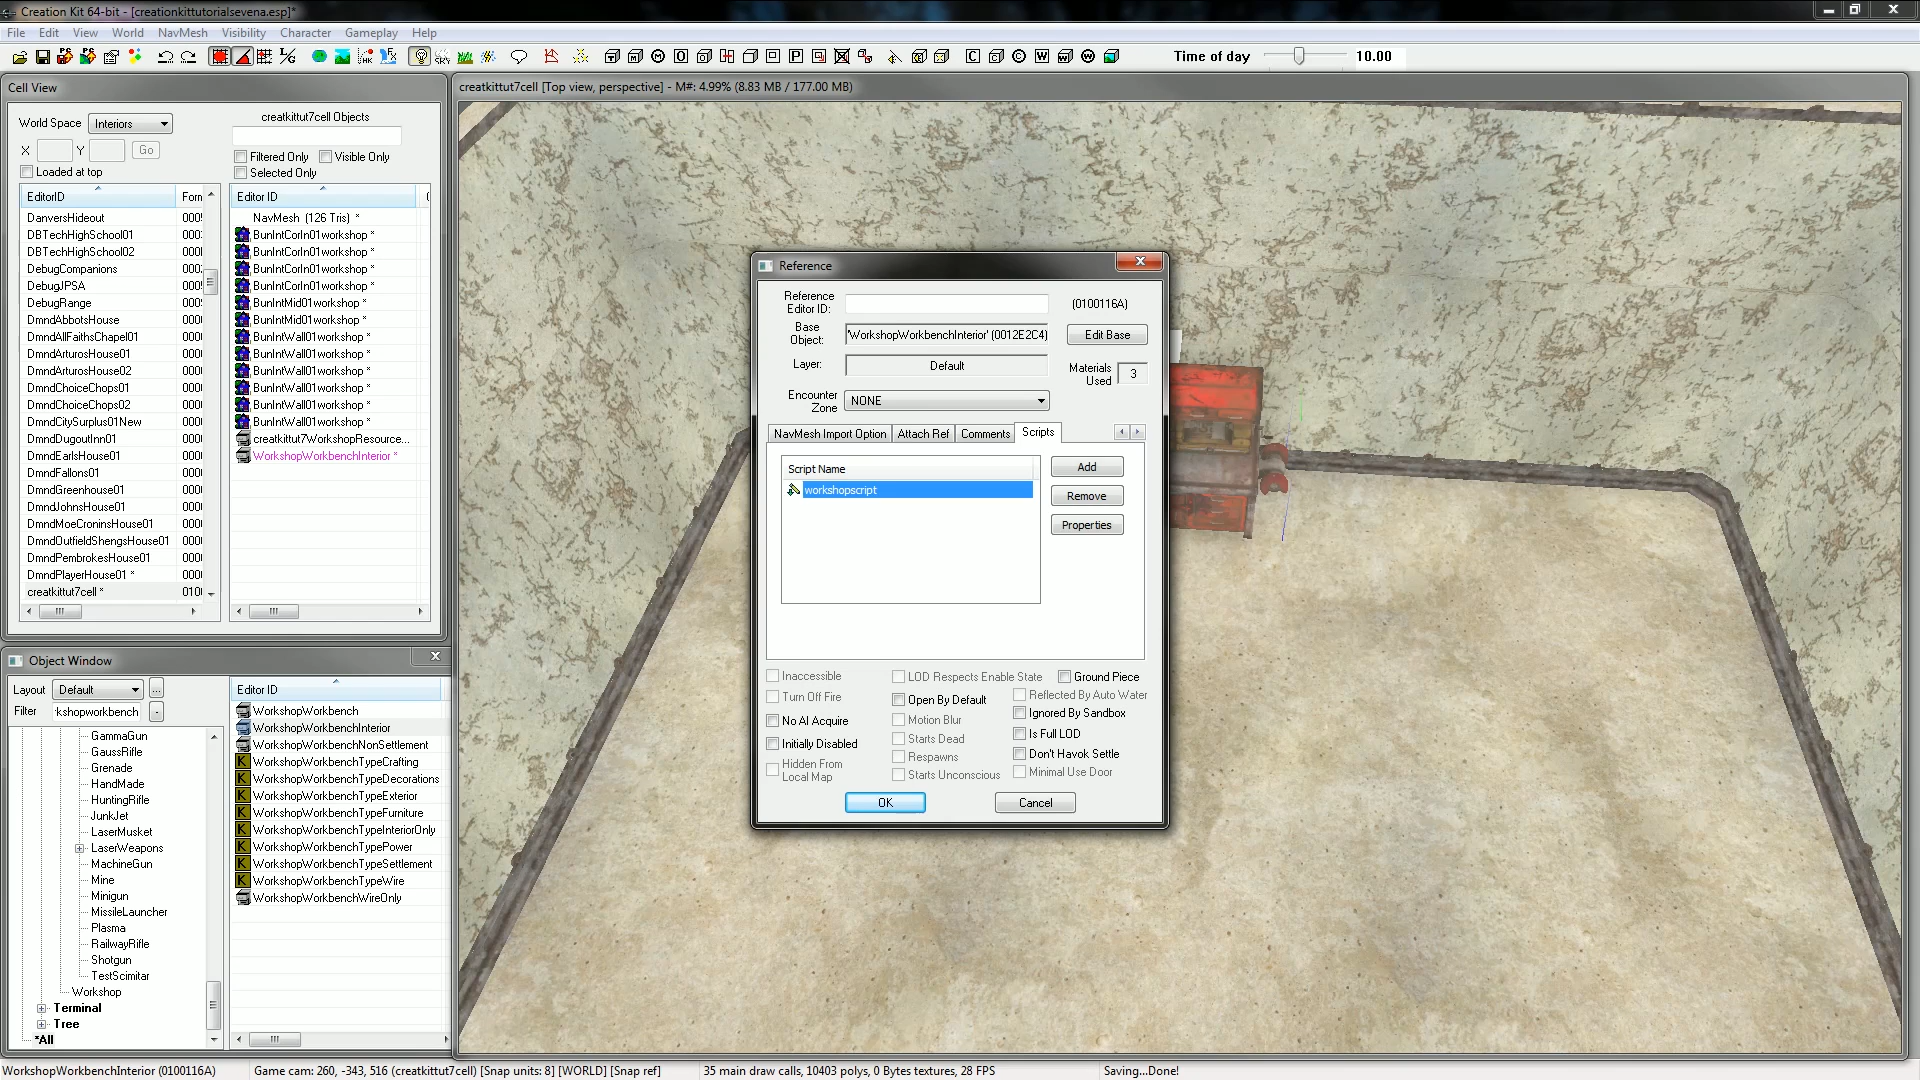 Creation Kit 64-bit - [creationkittutorialsevena.esp]*
File Edit View World NavMesh Visibility Character Gameplay Help
Time of day 10.00
Cell View
World Space Interiors
X Y Go
Loaded at top
creatkittut7cell Objects
Filtered Only Visible Only
Selected Only
EditorID Form
DanversHideout
DBTechHighSchool01
DBTechHighSchool02
DebugCompanions
DebugJPSA
DebugRange
DmndAbbotsHouse
DmndAllFaithsChapel01
DmndArturosHouse01
DmndArturosHouse02
DmndChoiceChops01
DmndChoiceChops02
DmndCitySurplus01New
DmndDugoutInn01
DmndEarlsHouse01
DmndFallons01
DmndGreenhouse01
DmndJohnsHouse01
DmndMoeCroninsHouse01
DmndOutfieldShengsHouse01
DmndPembrokesHouse01
DmndPlayerHouse01 *
creatkittut7cell * 010
Editor ID
NavMesh (126 Tris) *
BunIntCorIn01workshop *
BunIntCorIn01workshop *
BunIntCorIn01workshop *
BunIntCorIn01workshop *
BunIntMid01workshop *
BunIntMid01workshop *
BunIntWall01workshop *
BunIntWall01workshop *
BunIntWall01workshop *
BunIntWall01workshop *
BunIntWall01workshop *
BunIntWall01workshop *
creatkittut7WorkshopResource...
WorkshopWorkbenchInterior *
Object Window
Layout Default ...
Filter kshopworkbench -
GammaGun
GaussRifle
Grenade
HandMade
HuntingRifle
JunkJet
LaserMusket
LaserWeapons
MachineGun
Mine
Minigun
MissileLauncher
Plasma
RailwayRifle
Shotgun
TestScimitar
Workshop
Terminal
Tree
*All
Editor ID
WorkshopWorkbench
WorkshopWorkbenchInterior
WorkshopWorkbenchNonSettlement
WorkshopWorkbenchTypeCrafting
WorkshopWorkbenchTypeDecorations
WorkshopWorkbenchTypeExterior
WorkshopWorkbenchTypeFurniture
WorkshopWorkbenchTypeInteriorOnly
WorkshopWorkbenchTypePower
WorkshopWorkbenchTypeSettlement
WorkshopWorkbenchTypeWire
WorkshopWorkbenchWireOnly
creatkittut7cell [Top view, perspective] - M#: 4.99% (8.83 MB / 177.00 MB)
Reference
Reference Editor ID: (0100116A)
Base Object: 'WorkshopWorkbenchInterior' (0012E2C4) Edit Base
Layer: Default
Materials Used 3
Encounter Zone NONE
NavMesh Import Option Attach Ref Comments Scripts
Script Name
workshopscript
Add
Remove
Properties
Inaccessible
Turn Off Fire
No AI Acquire
Initially Disabled
Hidden From Local Map
LOD Respects Enable State
Open By Default
Motion Blur
Starts Dead
Respawns
Starts Unconscious
Ground Piece
Reflected By Auto Water
Ignored By Sandbox
Is Full LOD
Don't Havok Settle
Minimal Use Door
OK Cancel
WorkshopWorkbenchInterior (0100116A) Game cam: 260, -343, 516 (creatkittut7cell) [Snap units: 8] [WORLD] [Snap ref] 35 main draw calls, 10403 polys, 0 Bytes textures, 28 FPS Saving...Done!